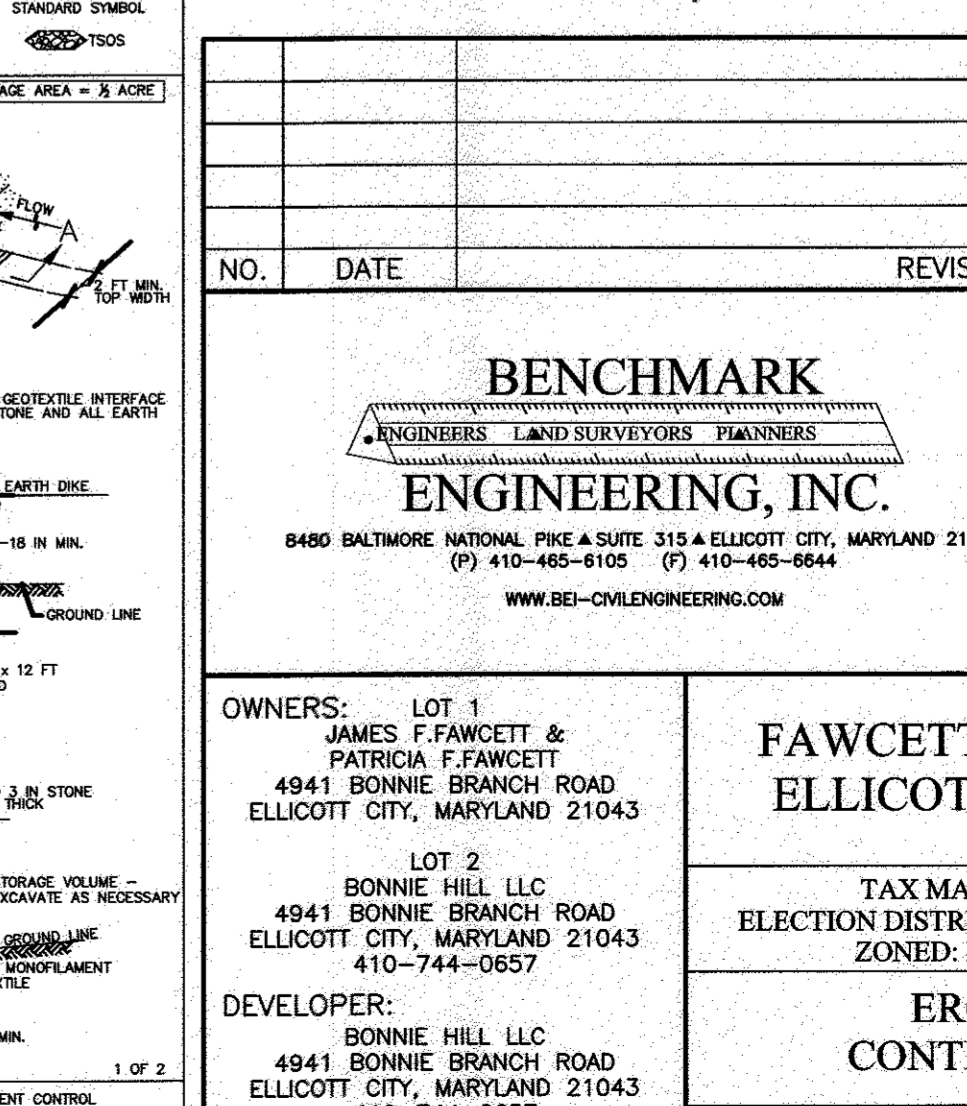 STANDARD SYMBOL
TSOS
AGE AREA = ½ ACRE
FLOW
A
2 FT MIN.
TOP WIDTH
GEOTEXTILE INTERFACE
TONE AND ALL EARTH
EARTH DIKE
-18 IN MIN.
GROUND LINE
x 12 FT
3 IN STONE
THICK
TORAGE VOLUME -
XCAVATE AS NECESSARY
GROUND LINE
MONOFILAMENT
XTILE
MIN.
1 OF 2
ENT CONTROL
NO. DATE REVIS
BENCHMARK
ENGINEERS LAND SURVEYORS PLANNERS
ENGINEERING, INC.
8480 BALTIMORE NATIONAL PIKE ▲ SUITE 315 ▲ ELLICOTT CITY, MARYLAND 21
(P) 410-465-6105 (F) 410-465-6644
WWW.BEI-CIVILENGINEERING.COM
OWNERS: LOT 1
JAMES F.FAWCETT &
PATRICIA F.FAWCETT
4941 BONNIE BRANCH ROAD
ELLICOTT CITY, MARYLAND 21043
LOT 2
BONNIE HILL LLC
4941 BONNIE BRANCH ROAD
ELLICOTT CITY, MARYLAND 21043
410-744-0657
DEVELOPER:
BONNIE HILL LLC
4941 BONNIE BRANCH ROAD
ELLICOTT CITY, MARYLAND 21043
FAWCETT
ELLICOT
TAX MA
ELECTION DISTR
ZONED:
ER
CONT